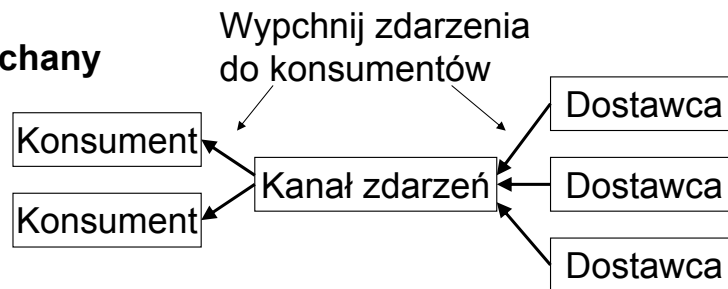 chany
Wypchnij zdarzenia
do konsumentów
Dostawca
Konsument
Kanał zdarzeń
Dostawca
Konsument
Dostawca